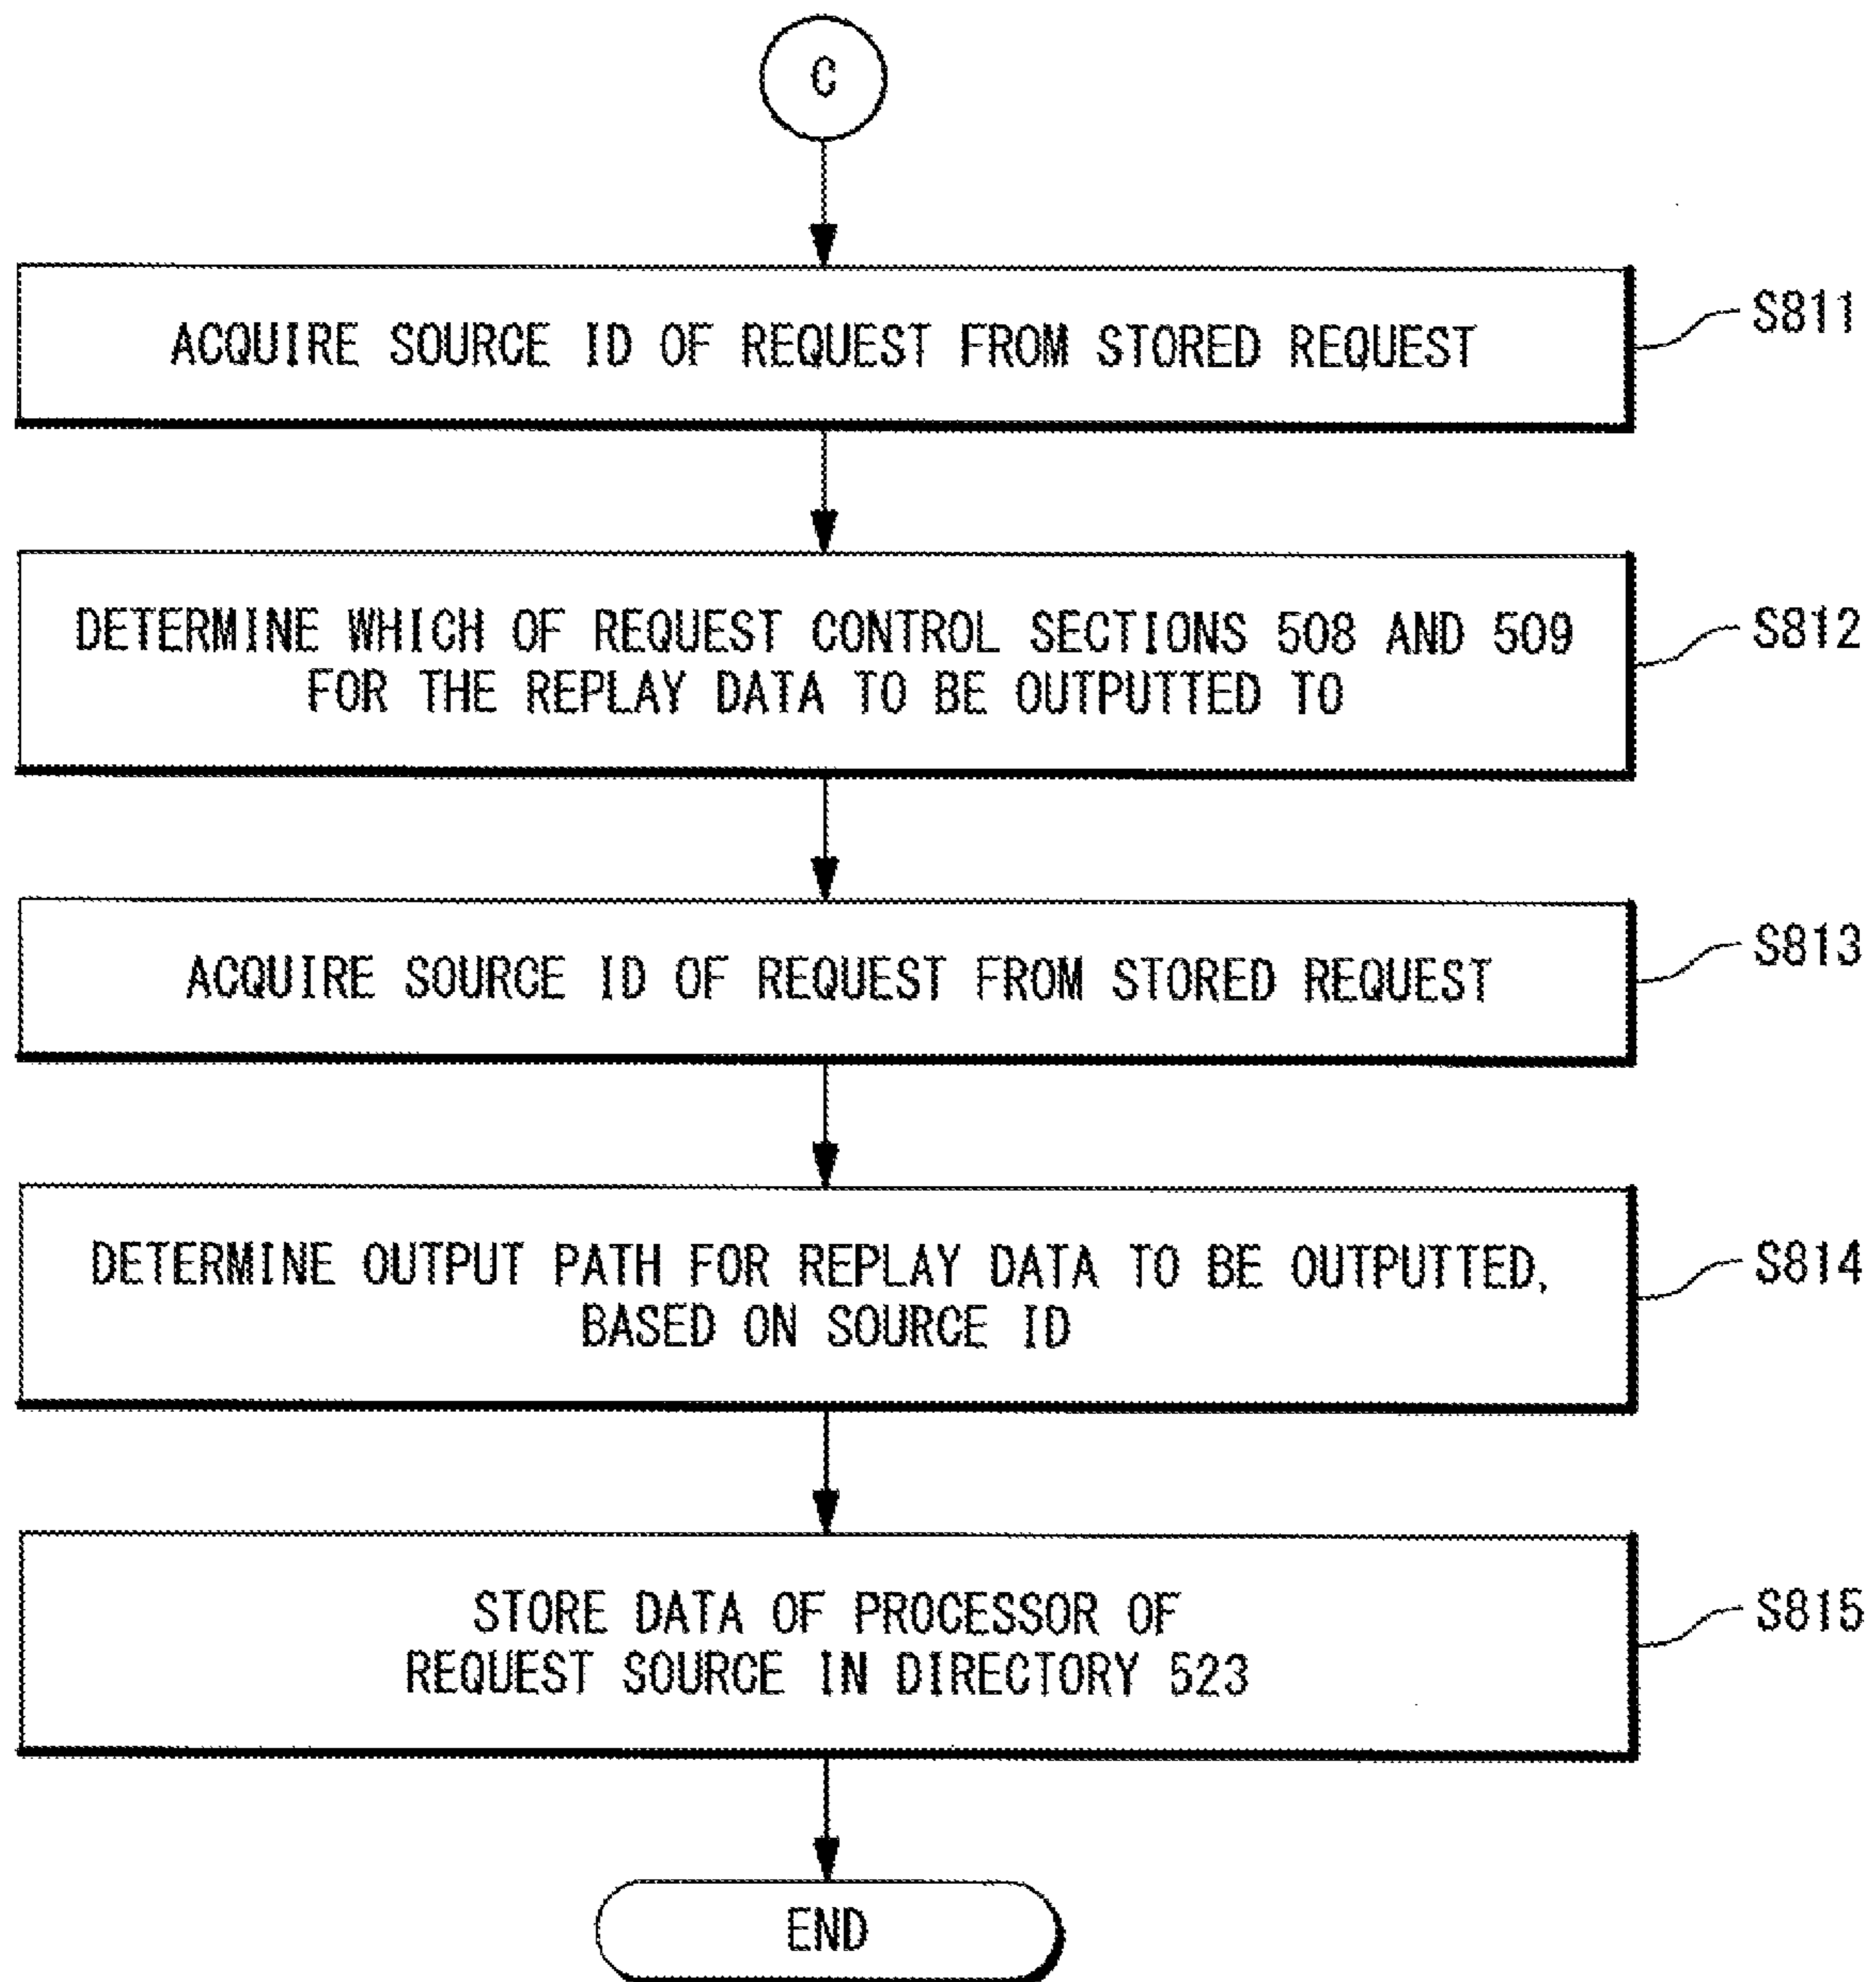 C
ACQUIRE SOURCE ID OF REQUEST FROM STORED REQUEST
S811
DETERMINE WHICH OF REQUEST CONTROL SECTIONS 508 AND 509
FOR THE REPLAY DATA TO BE OUTPUTTED TO
S812
ACQUIRE SOURCE ID OF REQUEST FROM STORED REQUEST
S813
DETERMINE OUTPUT PATH FOR REPLAY DATA TO BE OUTPUTTED,
BASED ON SOURCE ID
S814
STORE DATA OF PROCESSOR OF
REQUEST SOURCE IN DIRECTORY 523
S815
END